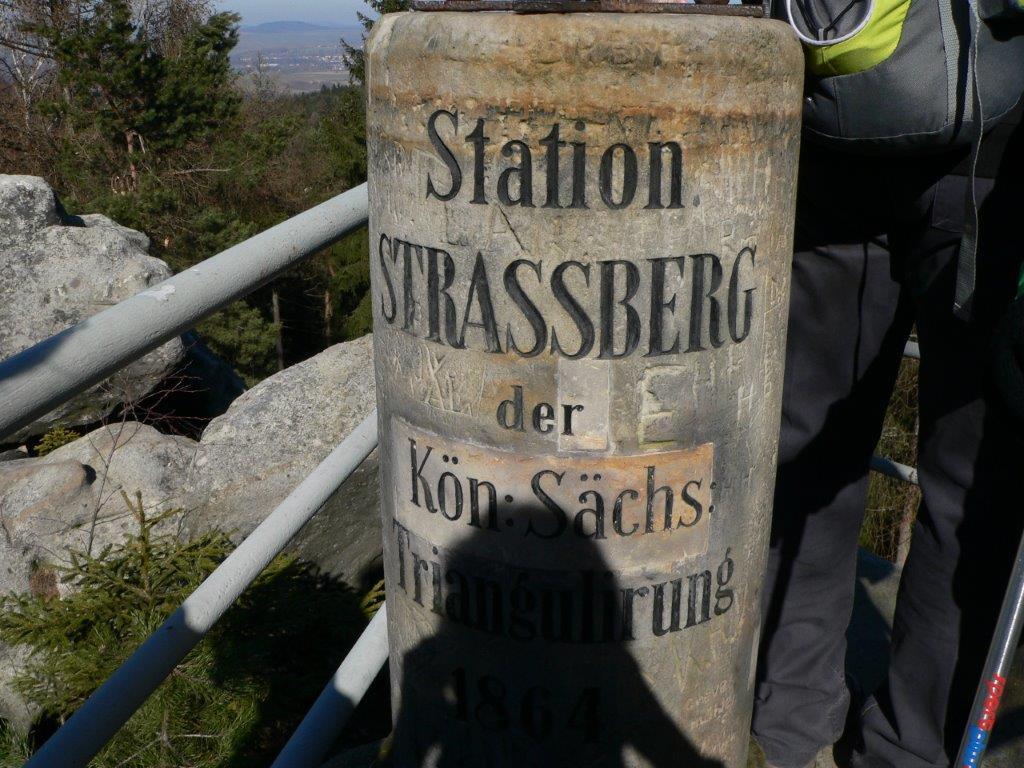 Station
STRASSBERG
der
Kön: Sächs:
Triangulirung
1864